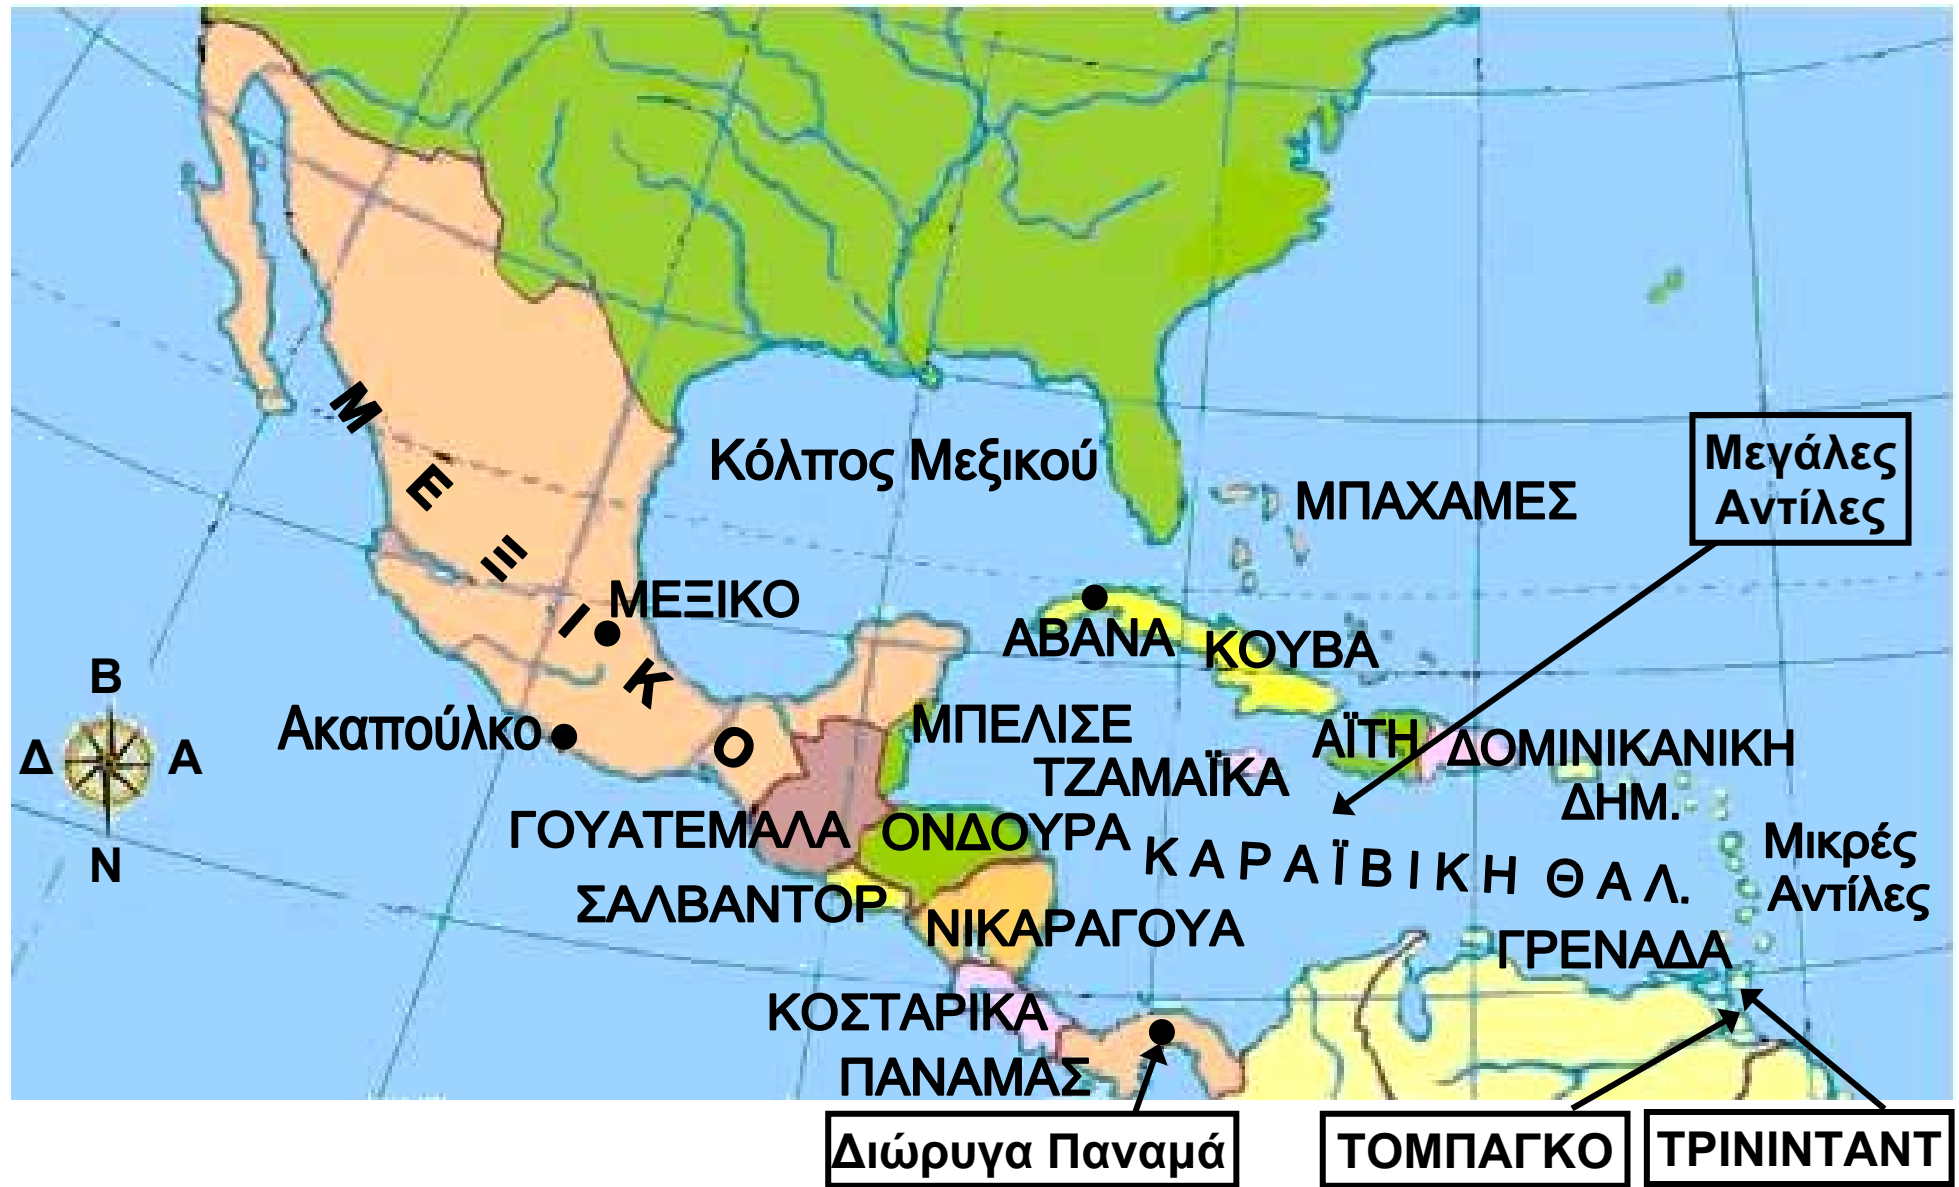 Κόλπος Μεξικού
Μεγάλες
Αντίλες
ΜΠΑΧΑΜΕΣ
ΜΕΞΙΚΟ
ΜΕΞΙΚΟ
ΑΒΑΝΑ
ΚΟΥΒΑ
Β
Δ
Α
Ν
Ακαπούλκο
ΜΠΕΛΙΣΕ
ΑΪΤΗ
ΔΟΜΙΝΙΚΑΝΙΚΗ
ΔΗΜ.
ΤΖΑΜΑΪΚΑ
ΓΟΥΑΤΕΜΑΛΑ
ΟΝΔΟΥΡΑ
ΚΑΡΑΪΒΙΚΗ ΘΑΛ.
Μικρές
Αντίλες
ΣΑΛΒΑΝΤΟΡ
ΝΙΚΑΡΑΓΟΥΑ
ΓΡΕΝΑΔΑ
ΚΟΣΤΑΡΙΚΑ
ΠΑΝΑΜΑΣ
Διώρυγα Παναμά
ΤΟΜΠΑΓΚΟ
ΤΡΙΝΙΝΤΑΝΤ